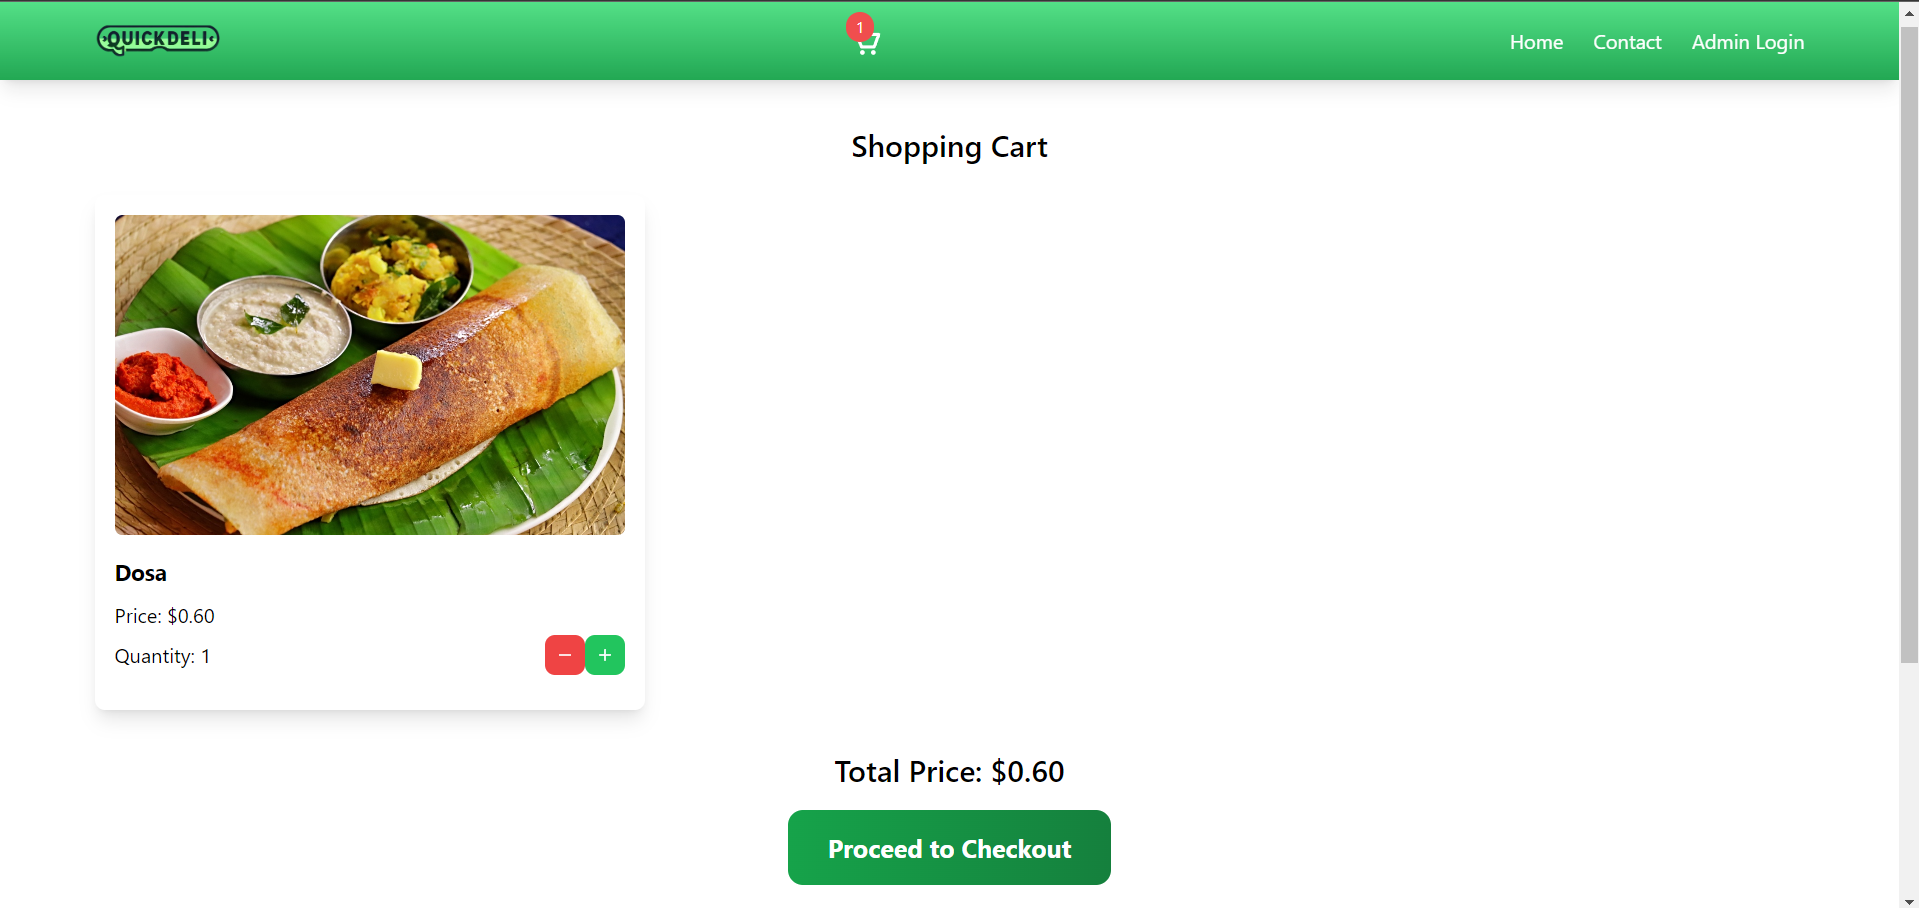 QUICKDELI
1
Home Contact Admin Login
Shopping Cart
Dosa
Price: $0.60
Quantity: 1
− +
Total Price: $0.60
Proceed to Checkout